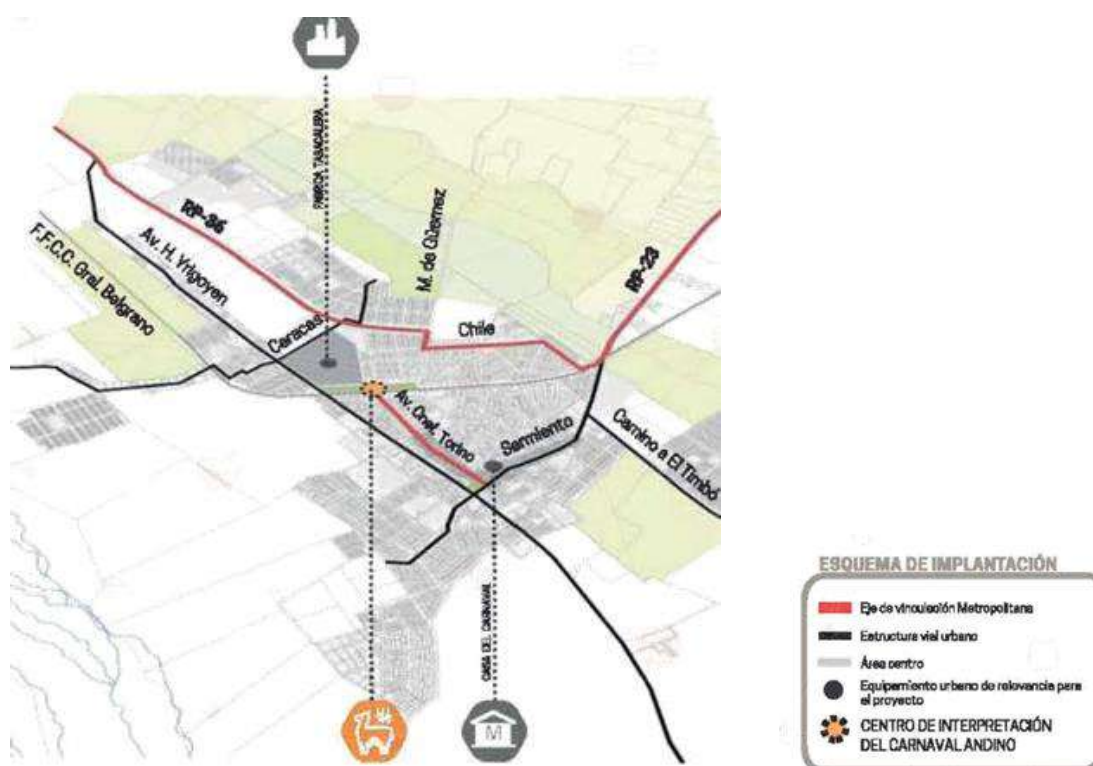 FABRICA TABACALERA
RP-36
M. de Güemez
RP-23
Av. H. Yrigoyen
F.F.C.C. Gral. Belgrano
Caracas
Chile
Av. Cnel. Torino
Sarmiento
Camino a El Timbó
CASA DEL CARNAVAL
M
ESQUEMA DE IMPLANTACIÓN
Eje de vinculación Metropolitana
Estructura vial urbano
Área centro
Equipamiento urbano de relevancia para
el proyecto
CENTRO DE INTERPRETACIÓN
DEL CARNAVAL ANDINO